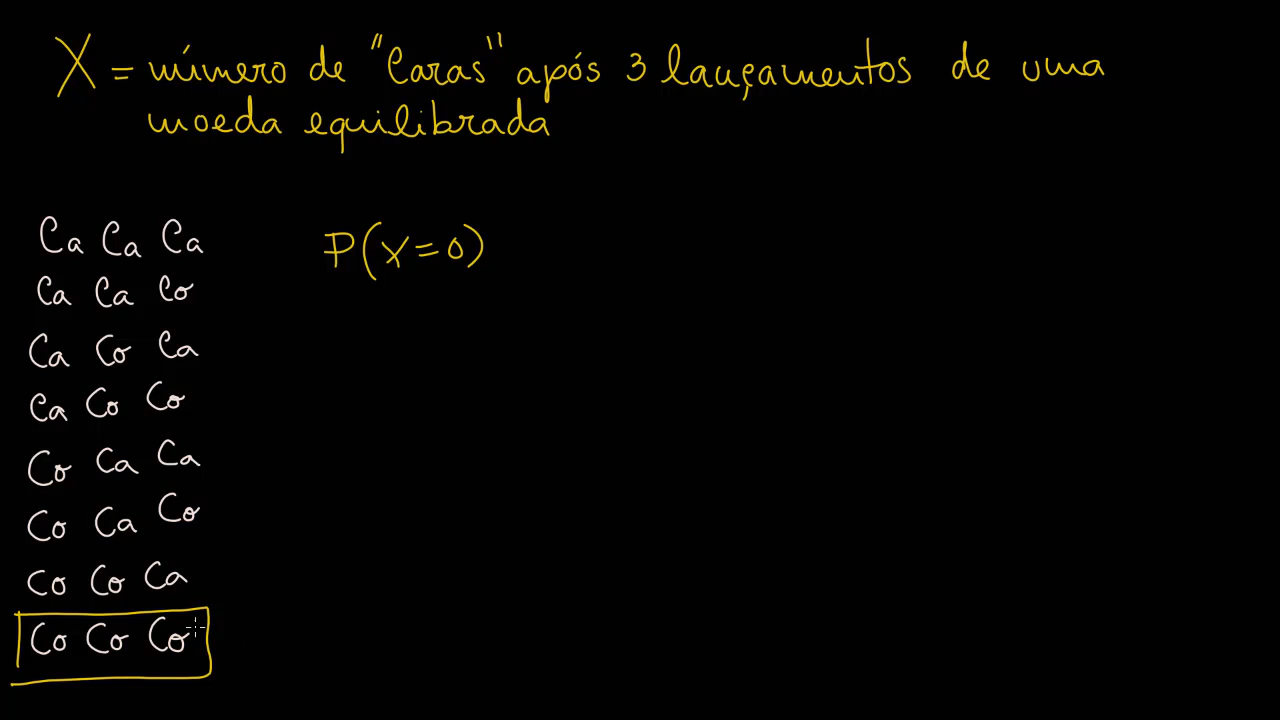 X = número de "Caras" após 3 lançamentos de uma
moeda equilibrada
Ca Ca Ca
P(X=0)
Ca Ca Co
Ca Co Ca
Ca Co Co
Co Ca Ca
Co Ca Co
Co Co Ca
Co Co Co